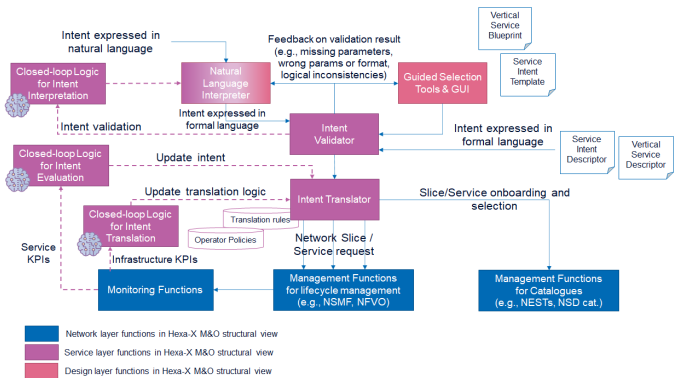 Vertical
Service
Blueprint
Intent expressed in
natural language
Feedback on validation result
(e.g., missing parameters,
wrong params or format,
logical inconsistencies)
Service
Intent
Template
Closed-loop Logic
for Intent
Interpretation
Natural
Language
Interpreter
Guided Selection
Tools & GUI
Intent expressed in
formal language
Intent validation
Intent
Validator
Intent expressed in
formal language
Service
Intent
Descriptor
Vertical
Service
Descriptor
Closed-loop Logic
for Intent
Evaluation
Update intent
Update translation logic
Intent Translator
Slice/Service onboarding and
selection
Closed-loop Logic
for Intent
Translation
Translation rules
Operator Policies
Network Slice /
Service request
Service
KPIs
Infrastructure KPIs
Monitoring Functions
Management Functions
for lifecycle management
(e.g., NSMF, NFVO)
Management Functions
for Catalogues
(e.g., NESTs, NSD cat.)
Network layer functions in Hexa-X M&O structural view
Service layer functions in Hexa-X M&O structural view
Design layer functions in Hexa-X M&O structural view